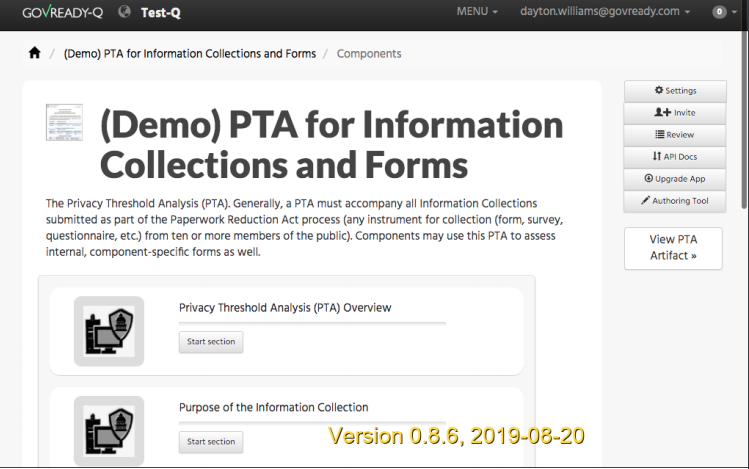 GOVREADY-Q Test-Q MENU dayton.williams@govready.com 0
/ (Demo) PTA for Information Collections and Forms / Components
(Demo) PTA for Information
Collections and Forms
The Privacy Threshold Analysis (PTA). Generally, a PTA must accompany all Information Collections
submitted as part of the Paperwork Reduction Act process (any instrument for collection (form, survey,
questionnaire, etc.) from ten or more members of the public). Components may use this PTA to assess
internal, component-specific forms as well.
Privacy Threshold Analysis (PTA) Overview
Start section
Purpose of the Information Collection
Start section
Settings
Invite
Review
API Docs
Upgrade App
Authoring Tool
View PTA
Artifact »
Version 0.8.6, 2019-08-20